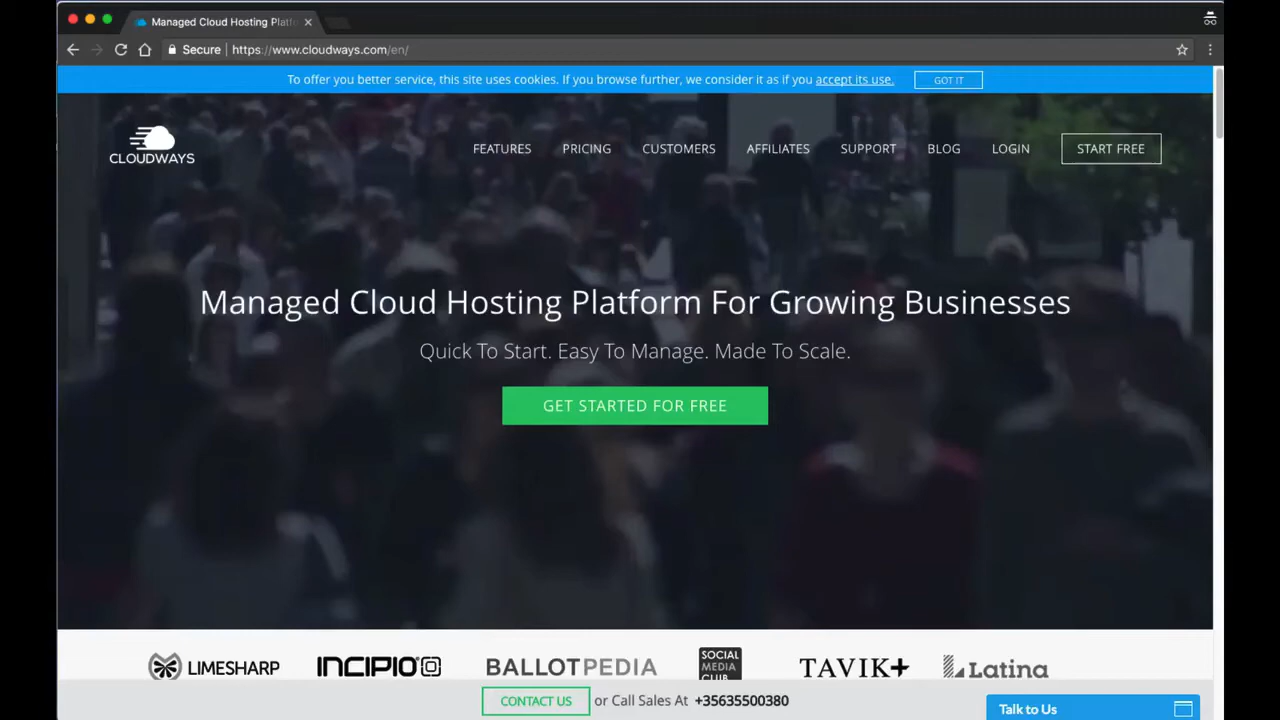 Managed Cloud Hosting Platf
Secure https://www.cloudways.com/en/
To offer you better service, this site uses cookies. If you browse further, we consider it as if you accept its use. GOT IT
CLOUDWAYS
FEATURES PRICING CUSTOMERS AFFILIATES SUPPORT BLOG LOGIN START FREE
Managed Cloud Hosting Platform For Growing Businesses
Quick To Start. Easy To Manage. Made To Scale.
GET STARTED FOR FREE
LIMESHARP INCIPIO BALLOTPEDIA SOCIAL MEDIA CLUB TAVIK+ Latina
CONTACT US or Call Sales At +35635500380
Talk to Us